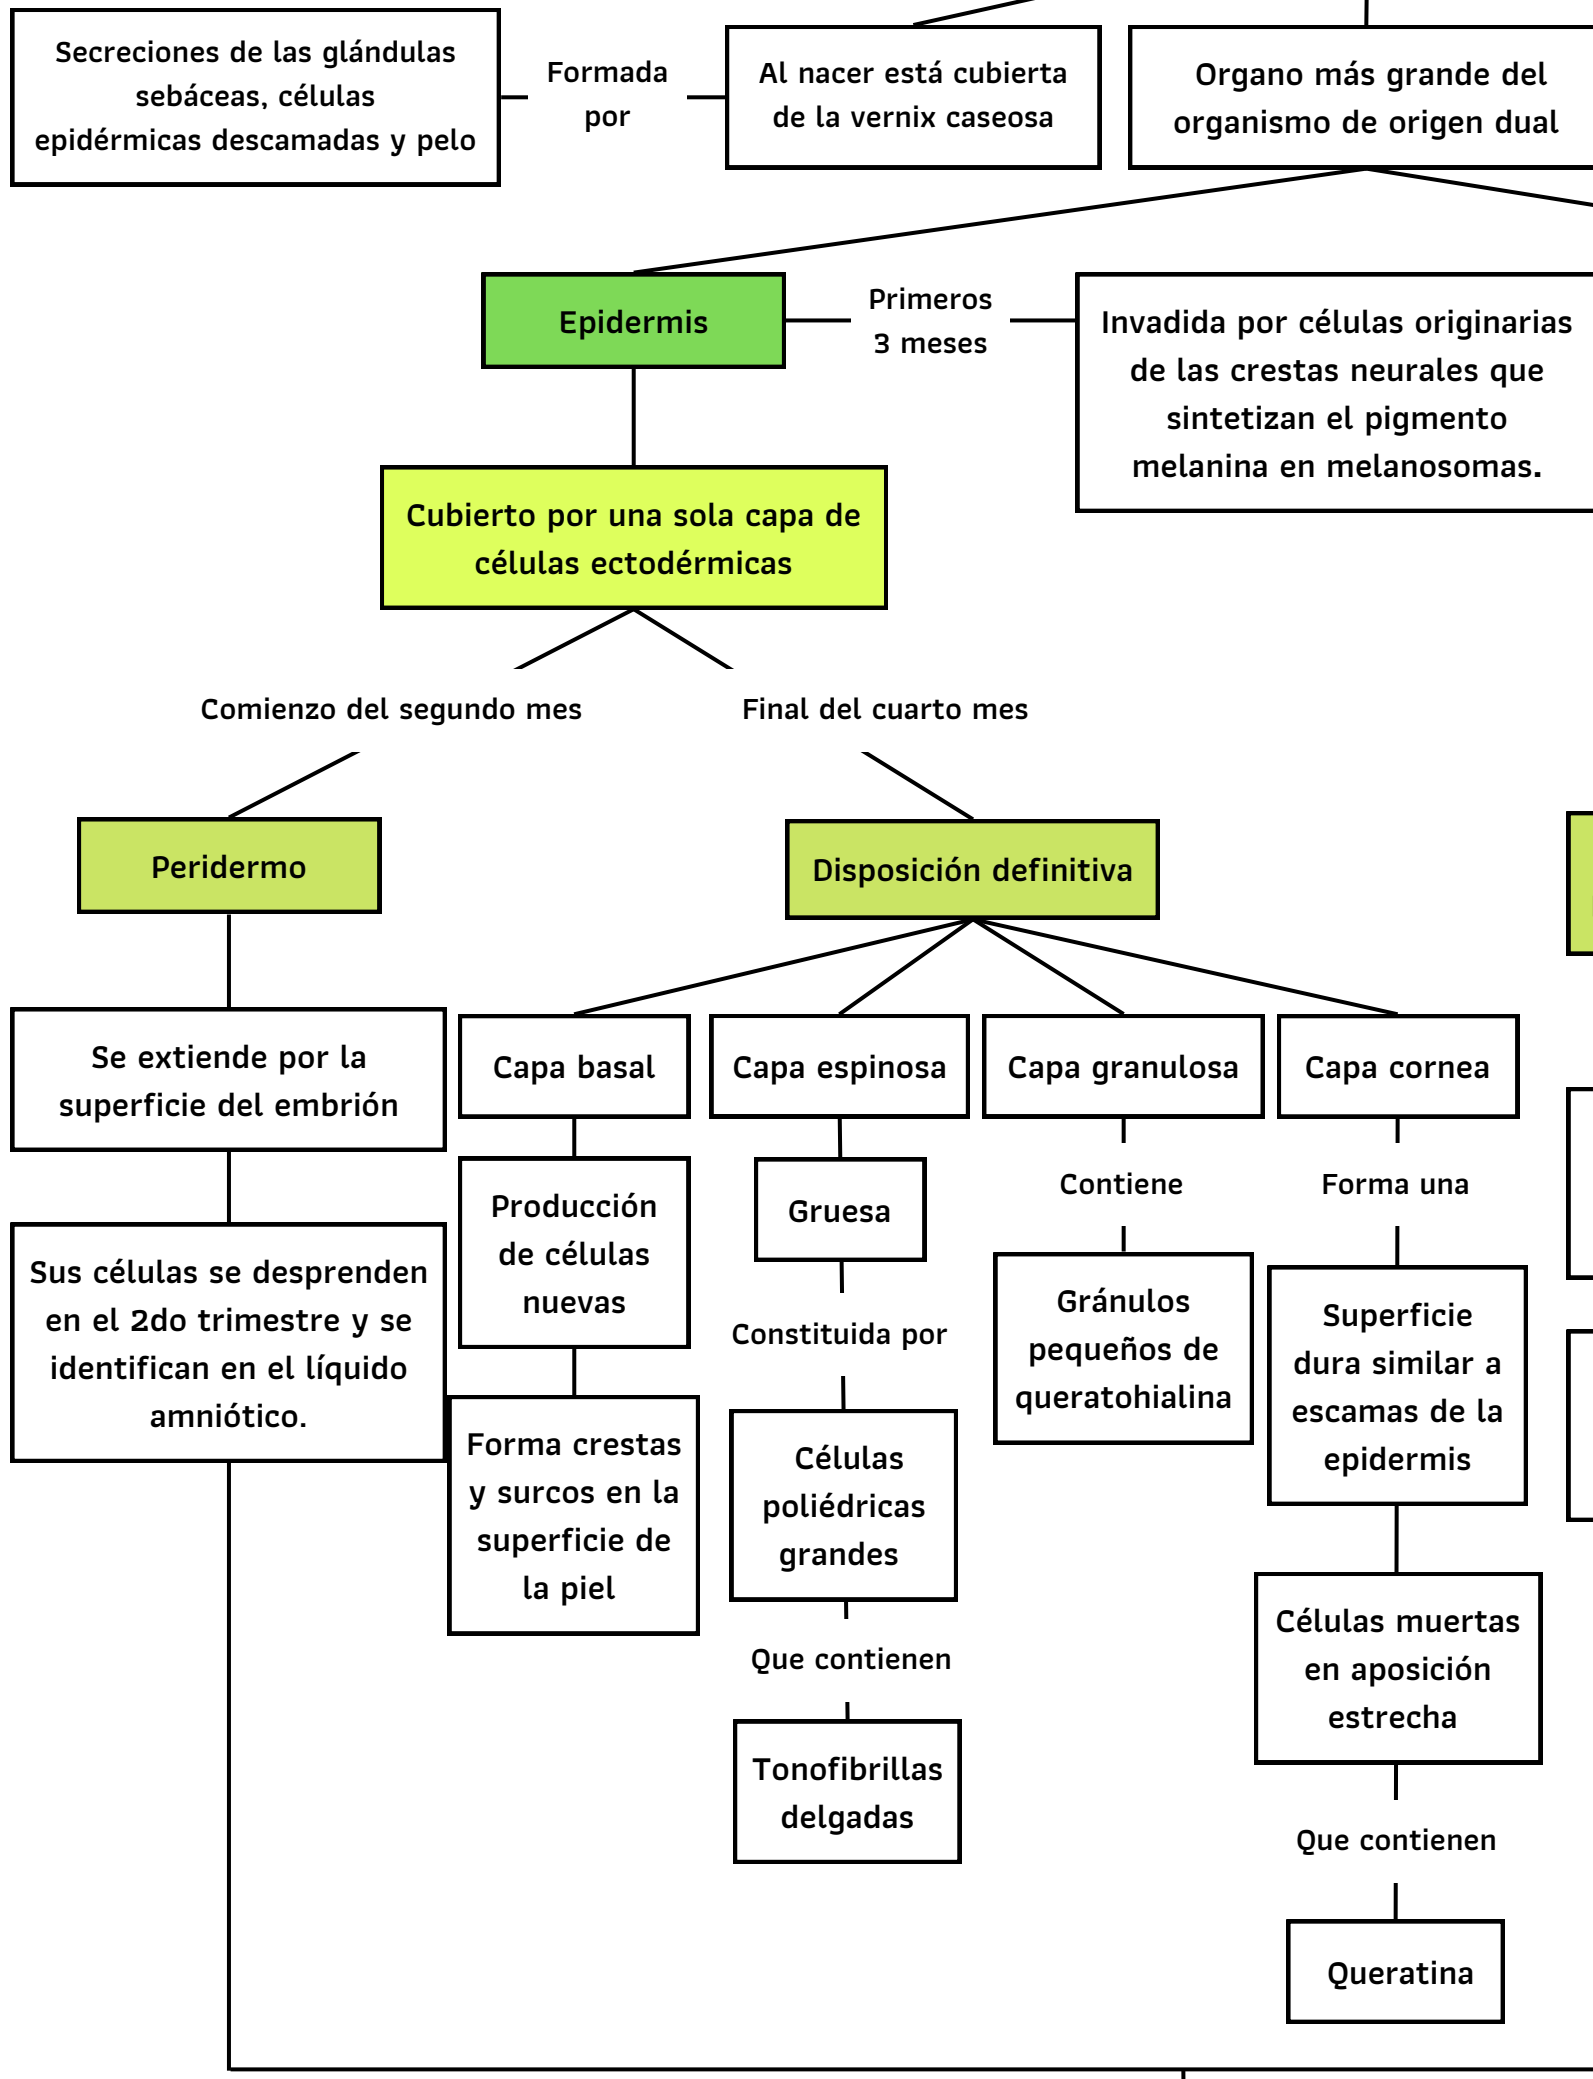 Secreciones de las glándulas
sebáceas, células
epidérmicas descamadas y pelo
Formada
por
Al nacer está cubierta
de la vernix caseosa
Organo más grande del
organismo de origen dual
Epidermis
Primeros
3 meses
Invadida por células originarias
de las crestas neurales que
sintetizan el pigmento
melanina en melanosomas.
Cubierto por una sola capa de
células ectodérmicas
Comienzo del segundo mes
Final del cuarto mes
Peridermo
Disposición definitiva
Se extiende por la
superficie del embrión
Sus células se desprenden
en el 2do trimestre y se
identifican en el líquido
amniótico.
Capa basal
Producción
de células
nuevas
Forma crestas
y surcos en la
superficie de
la piel
Capa espinosa
Gruesa
Constituida por
Células
poliédricas
grandes
Que contienen
Tonofibrillas
delgadas
Capa granulosa
Contiene
Gránulos
pequeños de
queratohialina
Capa cornea
Forma una
Superficie
dura similar a
escamas de la
epidermis
Células muertas
en aposición
estrecha
Que contienen
Queratina